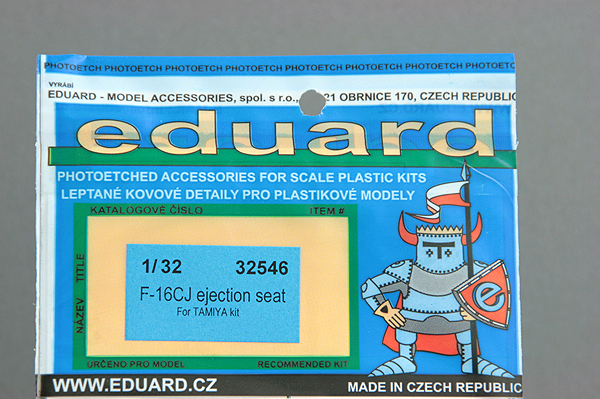 PHOTOETCH PHOTOETCH PHOTOETCH PHOTOETCH PHOTOETCH PHOTOETCH PHOTOETCH PHOTOETCH
VYRÁBÍ
EDUARD - MODEL ACCESSORIES, spol. s r.o., 21 OBRNICE 170, CZECH REPUBLIC
eduard
PHOTOETCHED ACCESSORIES FOR SCALE PLASTIC KITS
LEPTANÉ KOVOVÉ DETAILY PRO PLASTIKOVÉ MODELY
KATALOGOVÉ ČÍSLO ITEM #
NÁZEV TITLE
1/32 32546
F-16CJ ejection seat
For TAMIYA kit
e
URČENO PRO MODEL RECOMMENDED KIT
WWW.EDUARD.CZ MADE IN CZECH REPUBLIC